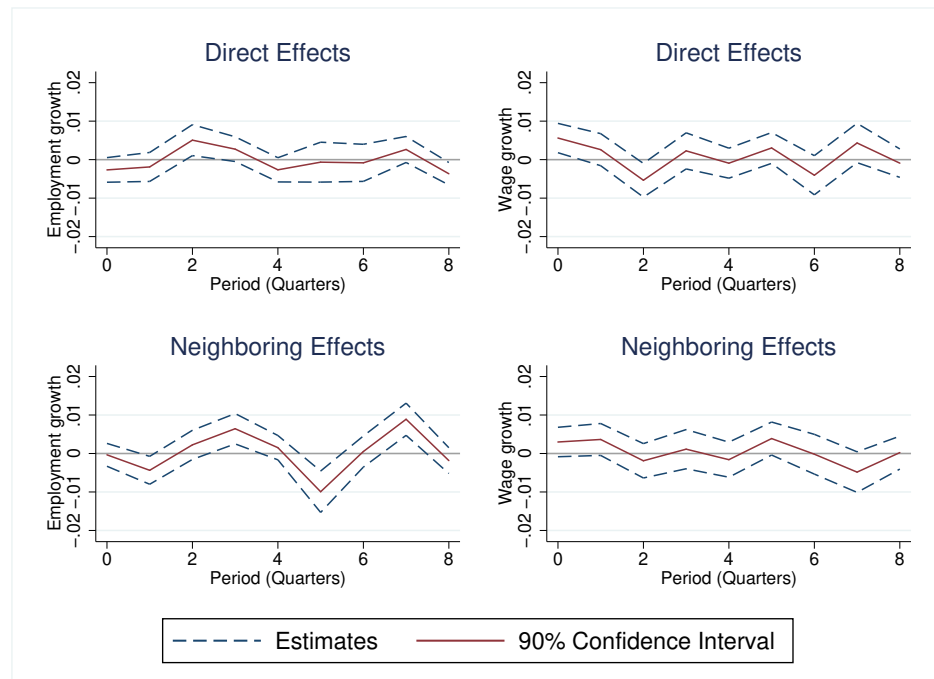 Direct Effects
Employment growth
.02
.01
0
-.01
-.02
0 2 4 6 8
Period (Quarters)
Direct Effects
Wage growth
.02
.01
0
-.01
-.02
0 2 4 6 8
Period (Quarters)
Neighboring Effects
Employment growth
.02
.01
0
-.01
-.02
0 2 4 6 8
Period (Quarters)
Neighboring Effects
Wage growth
.02
.01
0
-.01
-.02
0 2 4 6 8
Period (Quarters)
Estimates 90% Confidence Interval